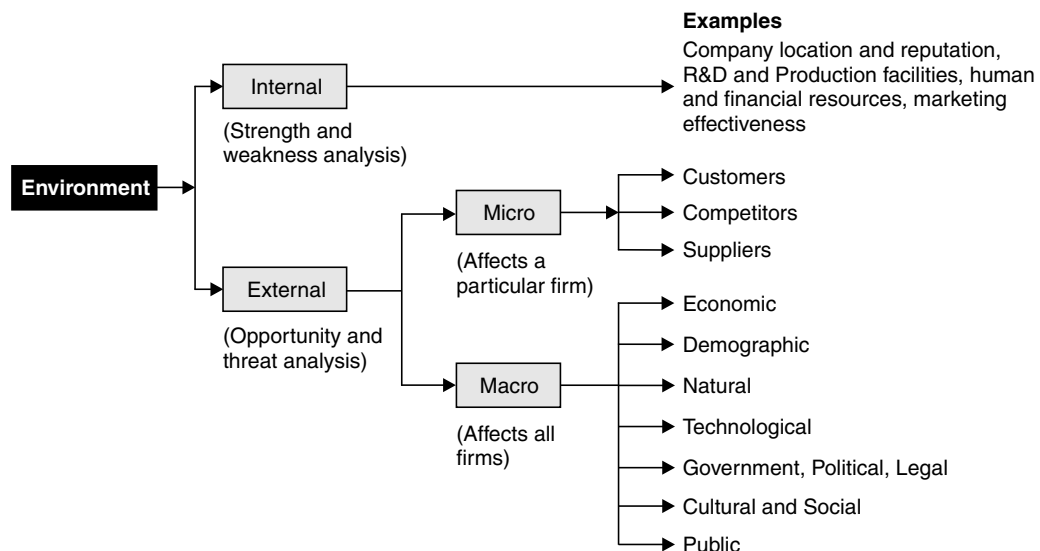 Examples
Company location and reputation,
R&D and Production facilities, human
and financial resources, marketing
effectiveness
Internal
(Strength and
weakness analysis)
Environment
Customers
Micro
Competitors
Suppliers
(Affects a
particular firm)
External
(Opportunity and
threat analysis)
Economic
Demographic
Macro
Natural
(Affects all
firms)
Technological
Government, Political, Legal
Cultural and Social
Public